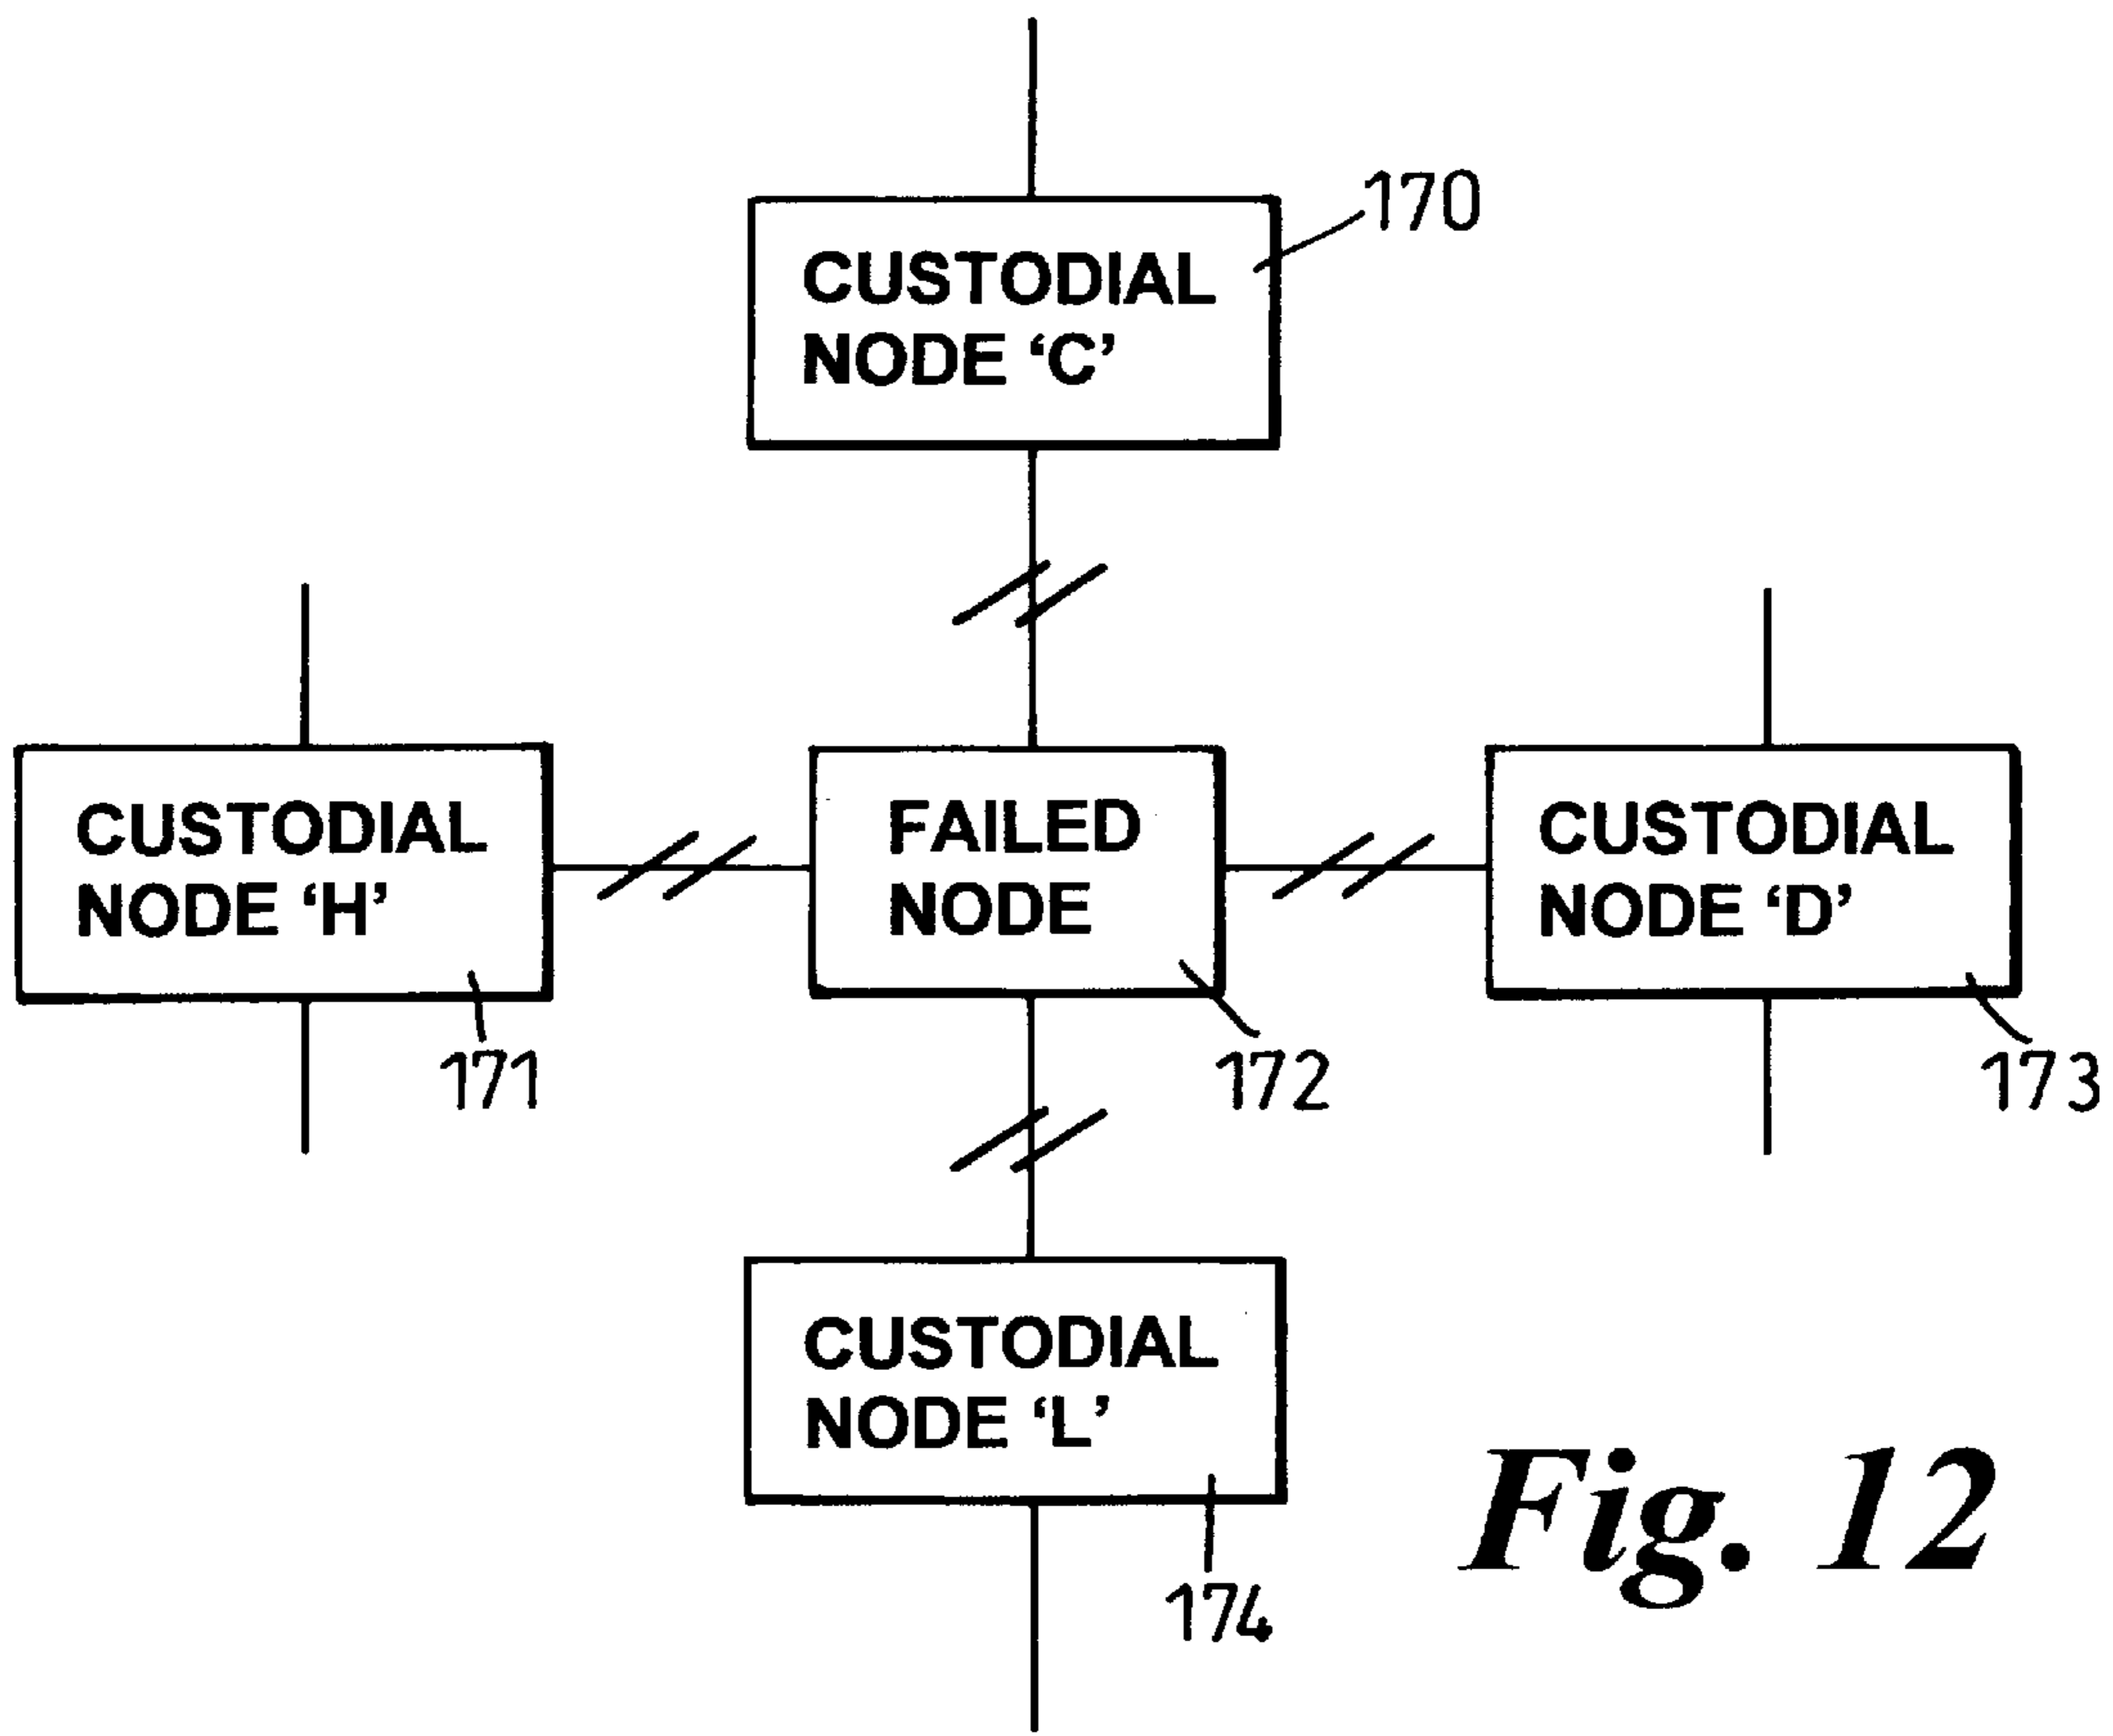 170
CUSTODIAL
NODE ‘C’
CUSTODIAL
NODE ‘H’
171
FAILED
NODE
172
CUSTODIAL
NODE ‘D’
173
CUSTODIAL
NODE ‘L’
174
Fig. 12